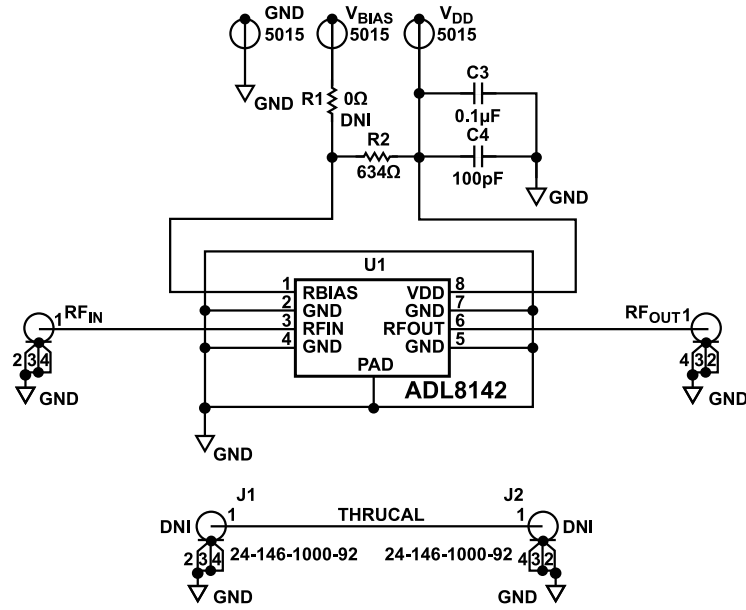 GND
5015
VBIAS
5015
VDD
5015
GND
R1
0Ω
DNI
C3
0.1µF
C4
100pF
R2
634Ω
GND
U1
1 RBIAS
2 GND
3 RFIN
4 GND
VDD 8
GND 7
RFOUT 6
GND 5
PAD
ADL8142
1 RFIN
2 3 4
GND
RFOUT 1
4 3 2
GND
GND
J1
DNI
1
THRUCAL
J2
1
DNI
2 3 4
24-146-1000-92
24-146-1000-92
4 3 2
GND
GND